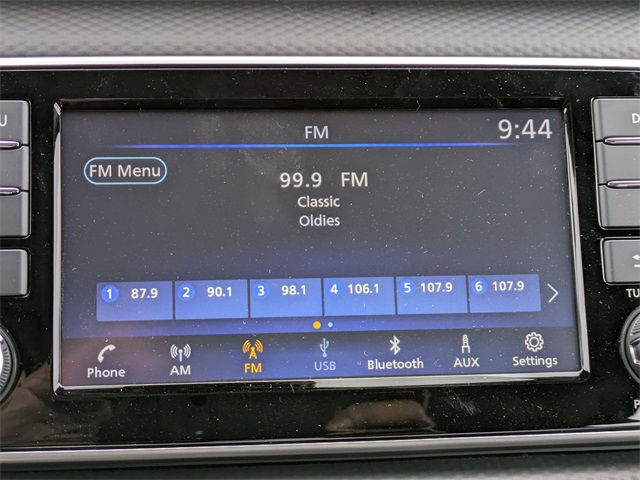 FM 9:44
FM Menu
99.9 FM
Classic
Oldies
1 87.9 2 90.1 3 98.1 4 106.1 5 107.9 6 107.9
Phone AM FM USB Bluetooth AUX Settings